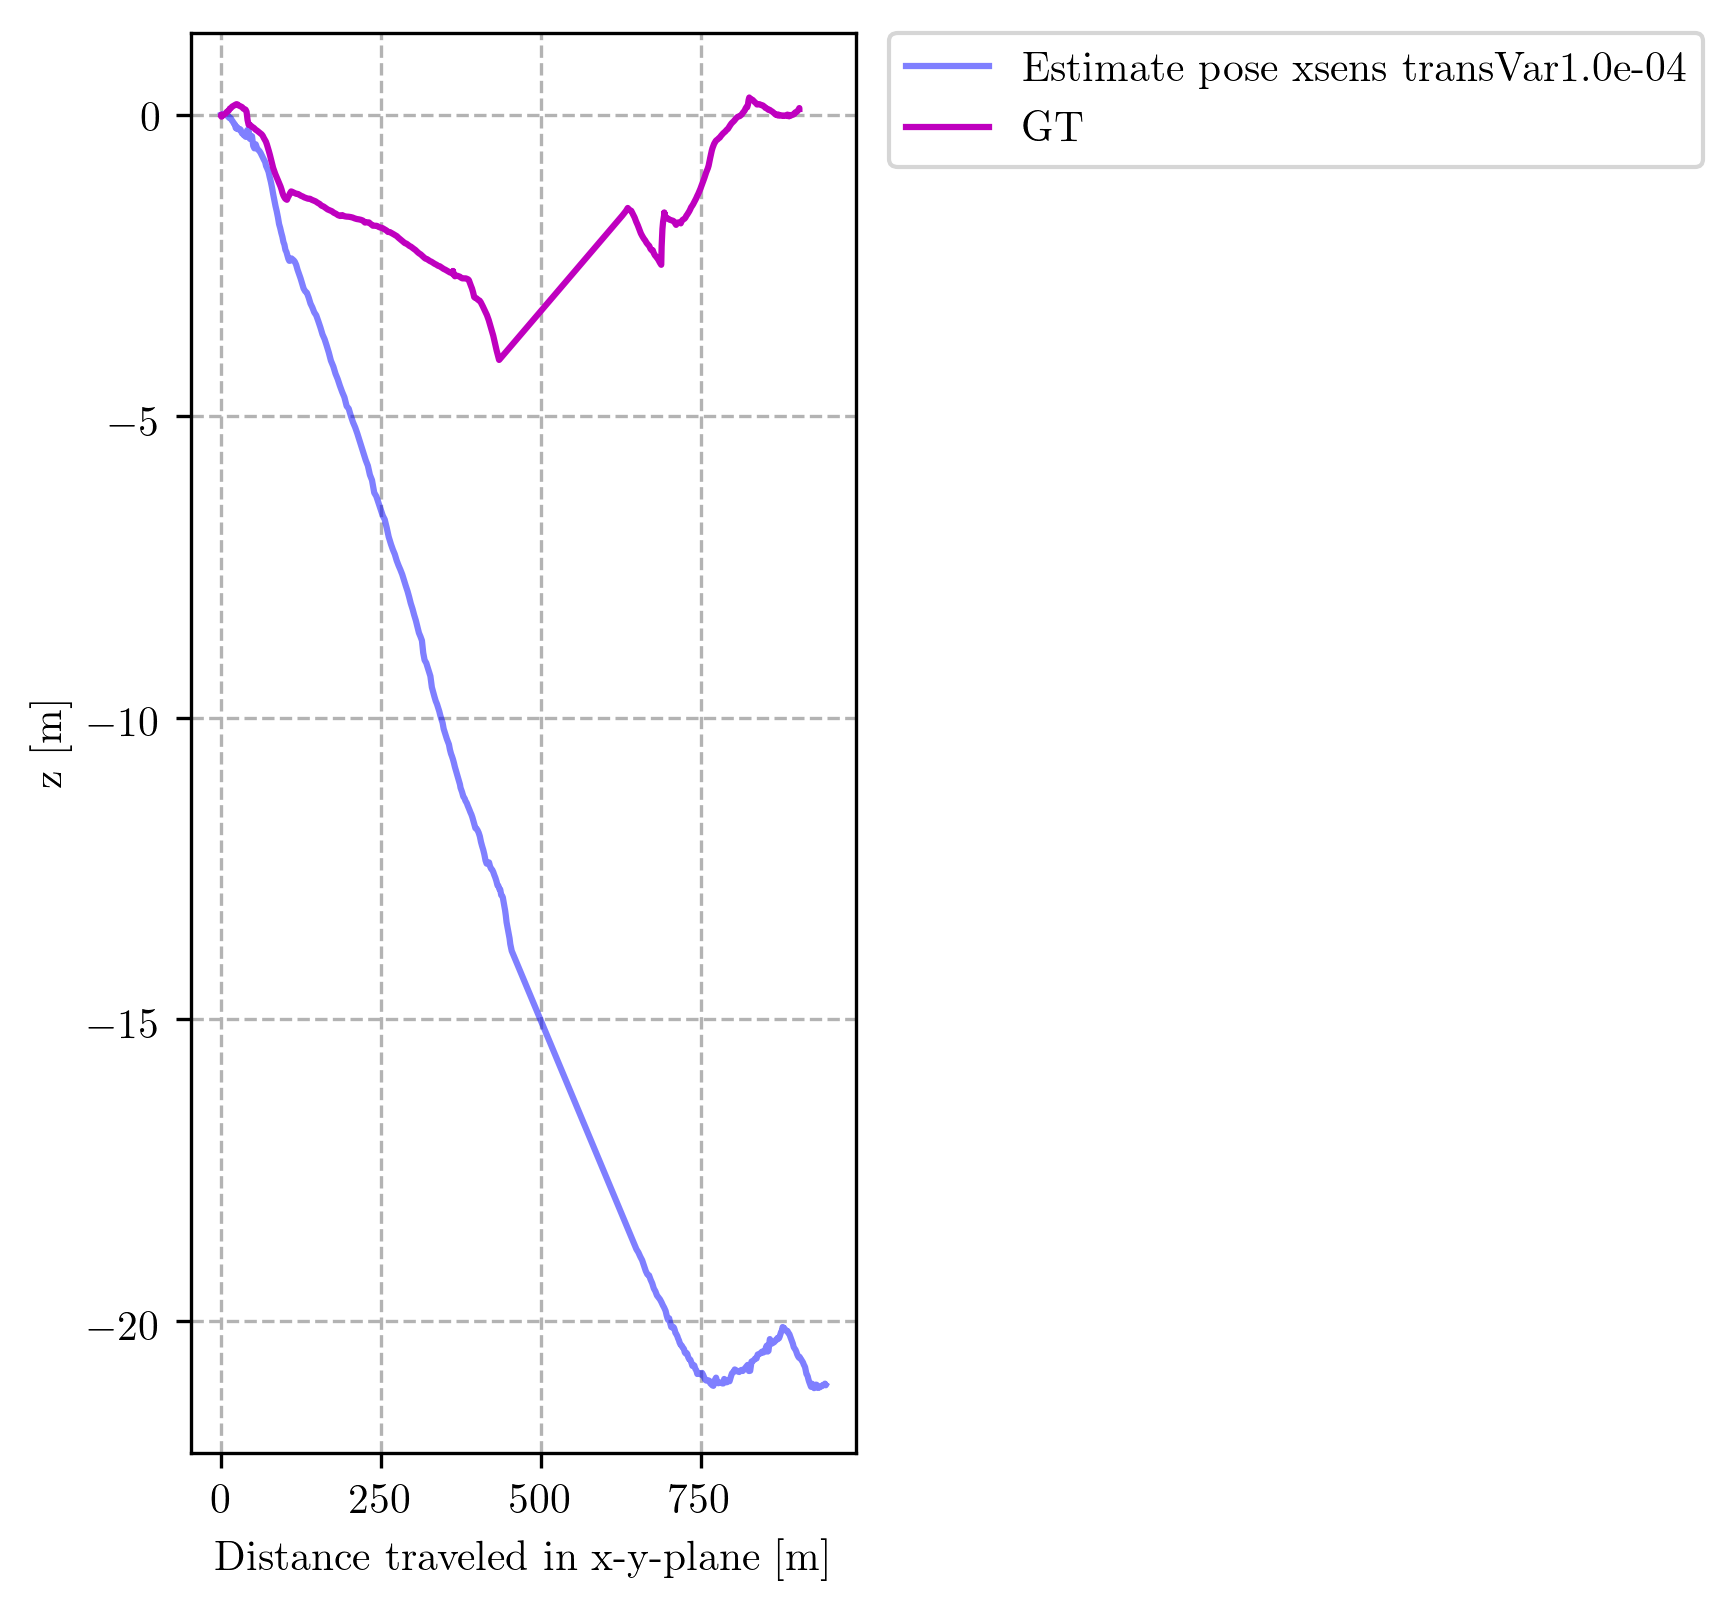 Estimate pose xsens transVar1.0e-04
GT
0
−5
−10
−15
−20
z [m]
0 250 500 750
Distance traveled in x-y-plane [m]